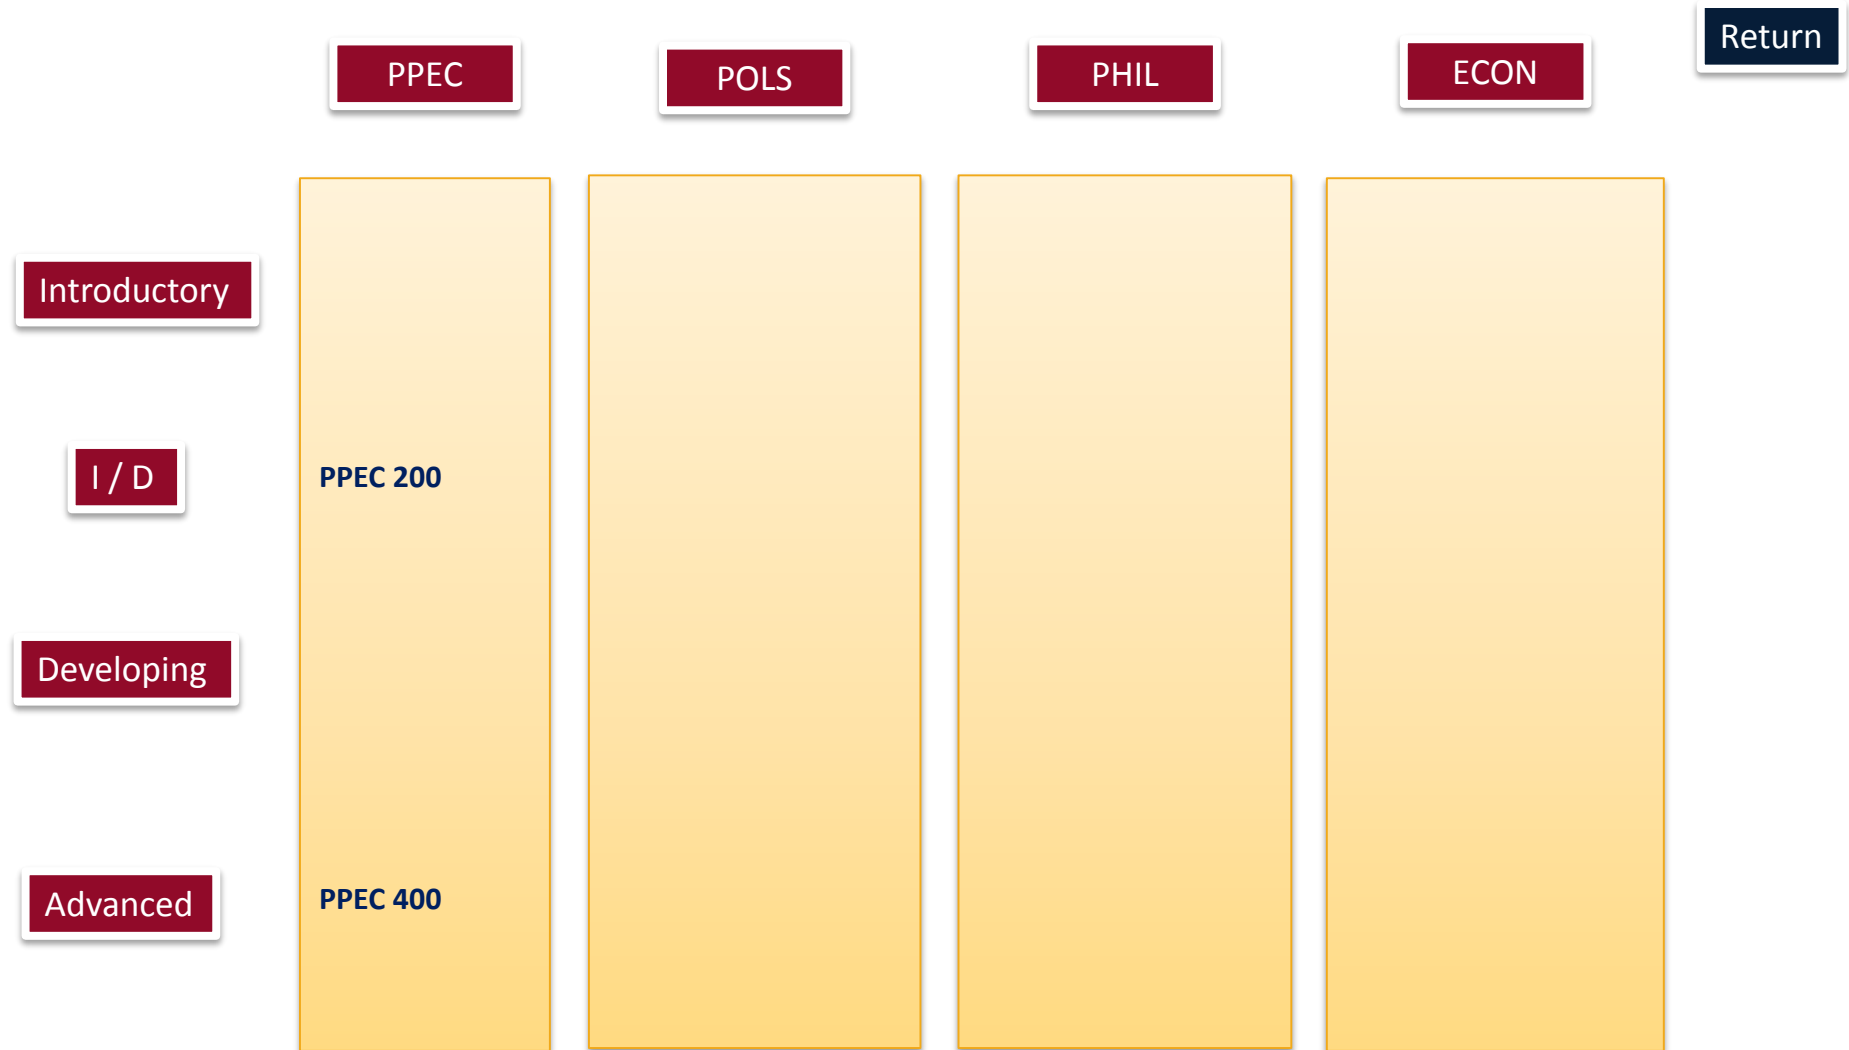 Return
PPEC
POLS
PHIL
ECON
Introductory
I / D
PPEC 200
Developing
Advanced
PPEC 400